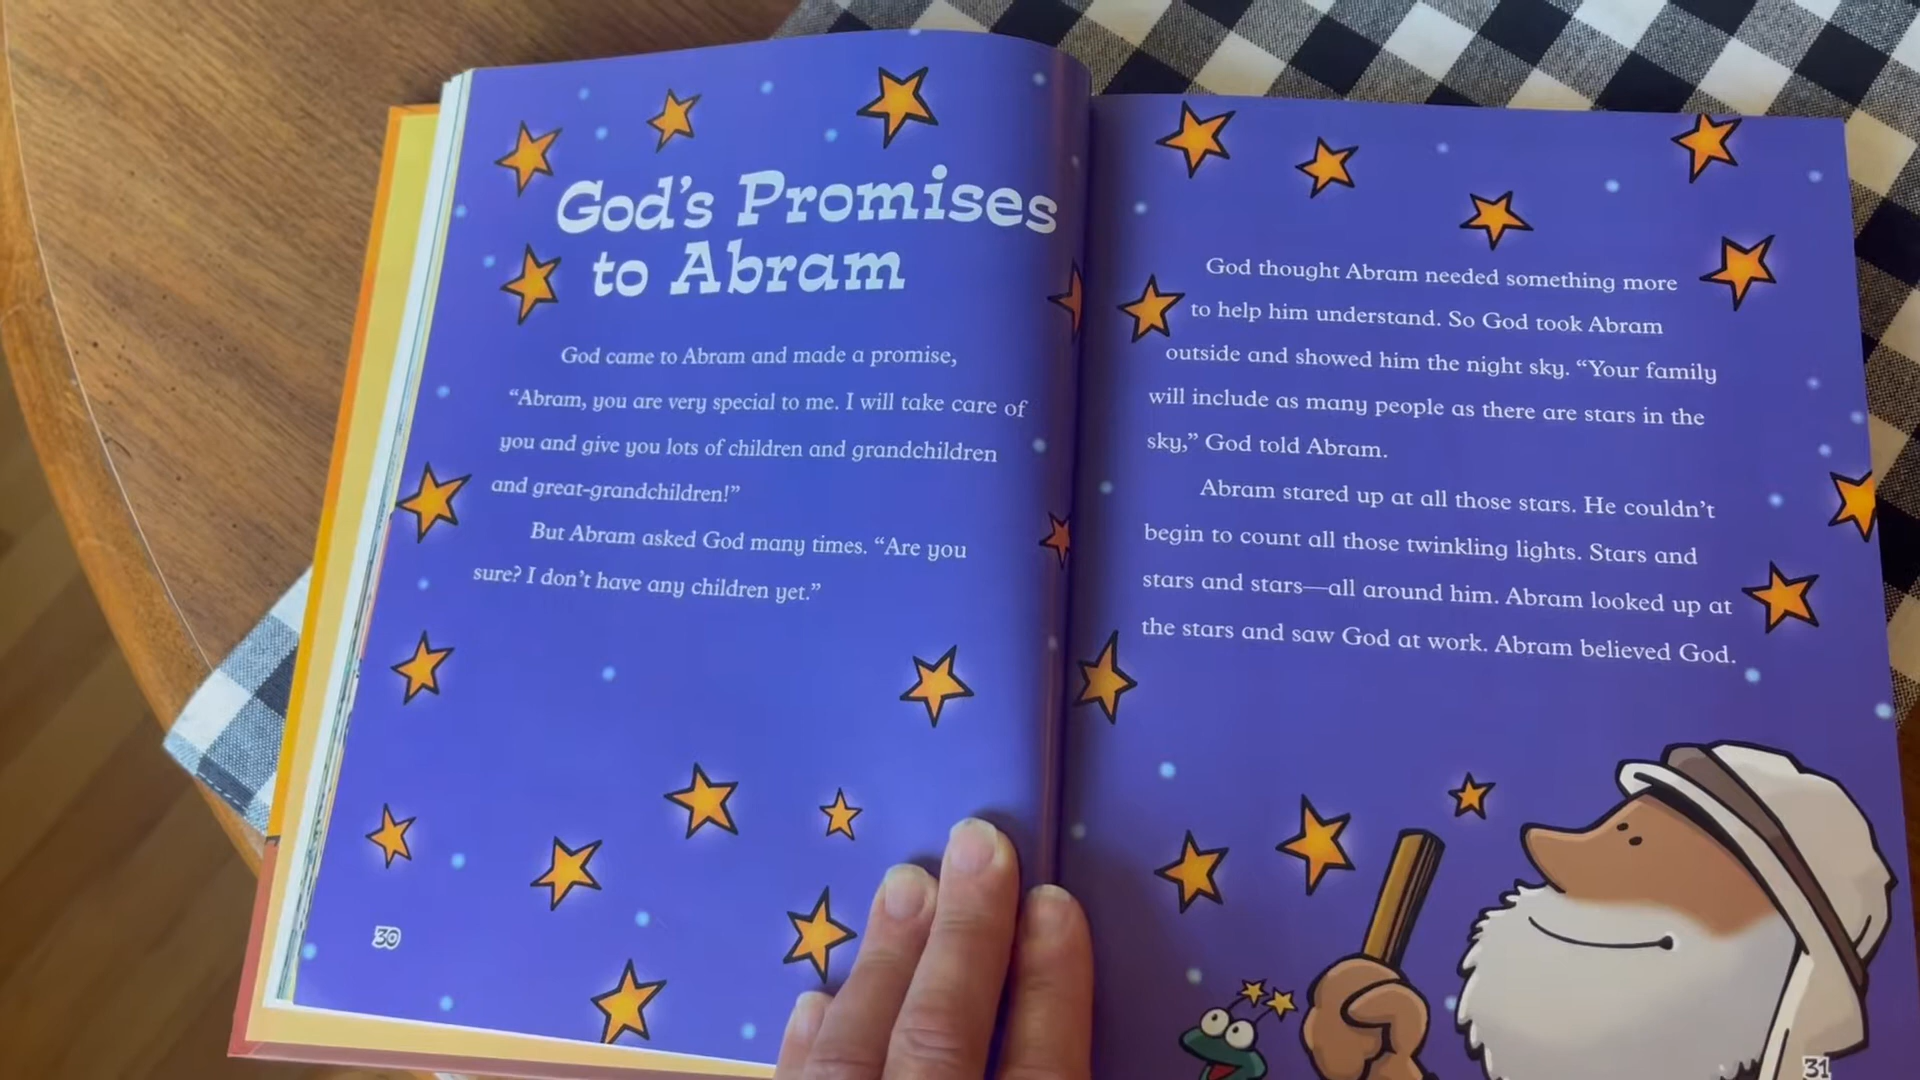 God's Promises
to Abram
God came to Abram and made a promise,
“Abram, you are very special to me. I will take care of
you and give you lots of children and grandchildren
and great-grandchildren!”
But Abram asked God many times. “Are you
sure? I don't have any children yet.”
30
God thought Abram needed something more
to help him understand. So God took Abram
outside and showed him the night sky. “Your family
will include as many people as there are stars in the
sky,” God told Abram.
Abram stared up at all those stars. He couldn't
begin to count all those twinkling lights. Stars and
stars and stars—all around him. Abram looked up at
the stars and saw God at work. Abram believed God.
31